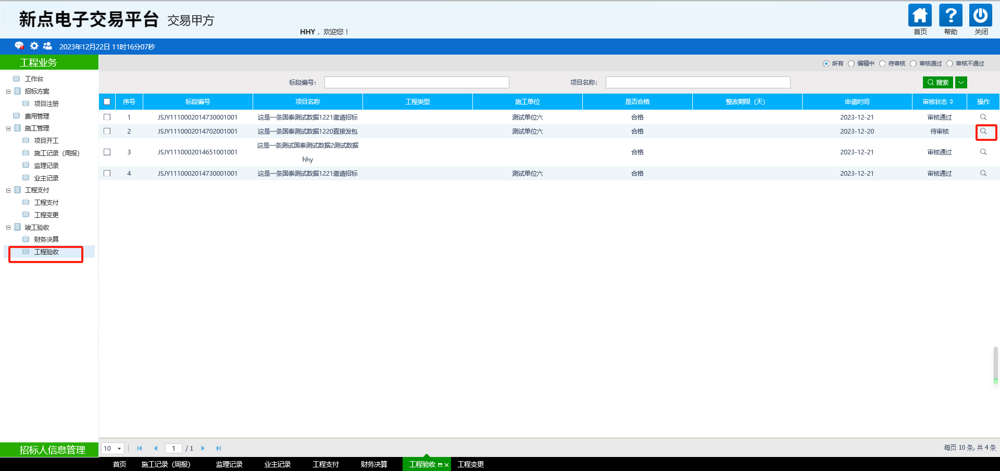 新点电子交易平台 交易甲方
HHY ，欢迎您！
首页 帮助 关闭
2023年12月22日 11时16分07秒
工程业务
工作台
招标方案
项目注册
费用管理
施工管理
项目开工
施工记录（周报）
监理记录
业主记录
工程支付
工程支付
工程变更
竣工验收
财务决算
工程验收
招标人信息管理
所有 编辑中 待审核 审核通过 审核不通过
标段编号： 项目名称： 搜索
序号 标段编号 项目名称 工程类型 施工单位 是否合格 整改期限（天） 申请时间 审核状态 操作
1 JSJY1110002014730001001 这是一条国泰测试数据1221邀请招标 测试单位六 合格 2023-12-21 审核通过
2 JSJY1110002014702001001 这是一条国泰测试数据1220直接发包 测试单位六 合格 2023-12-20 待审核
这是一条测试国泰测试数据2测试数据
3 JSJY1110002014651001001 合格 2023-12-21 审核通过
hhy
4 JSJY1110002014730001001 这是一条国泰测试数据1221邀请招标 测试单位六 合格 2023-12-21 审核通过
10 1 / 1 每页 10 条, 共 4 条
首页 施工记录（周报） 监理记录 业主记录 工程支付 财务决算 工程验收 工程变更